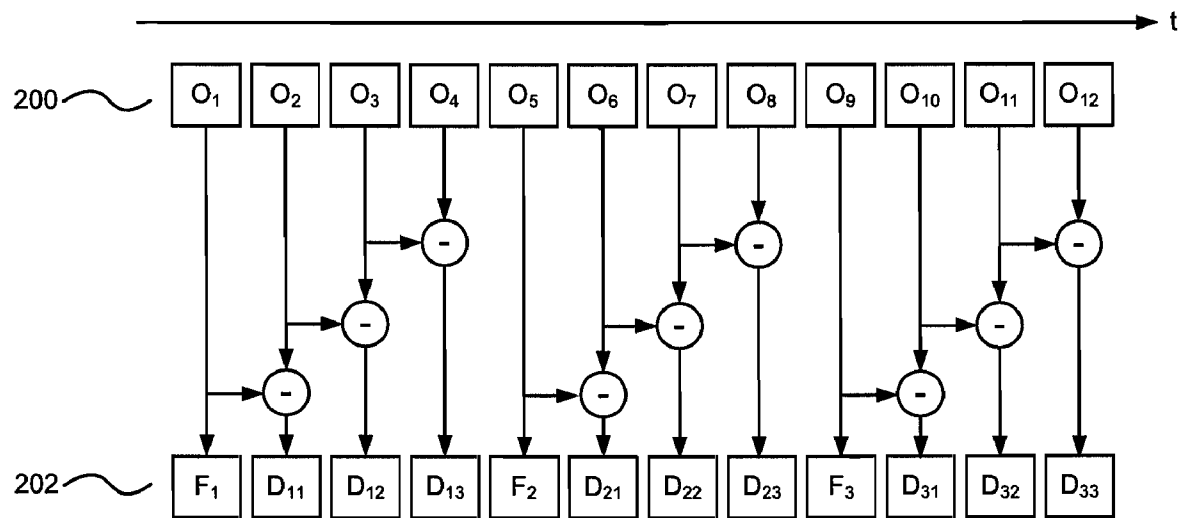 t
200 O₁ O₂ O₃ O₄ O₅ O₆ O₇ O₈ O₉ O₁₀ O₁₁ O₁₂
- - -
- - -
- - -
202 F₁ D₁₁ D₁₂ D₁₃ F₂ D₂₁ D₂₂ D₂₃ F₃ D₃₁ D₃₂ D₃₃